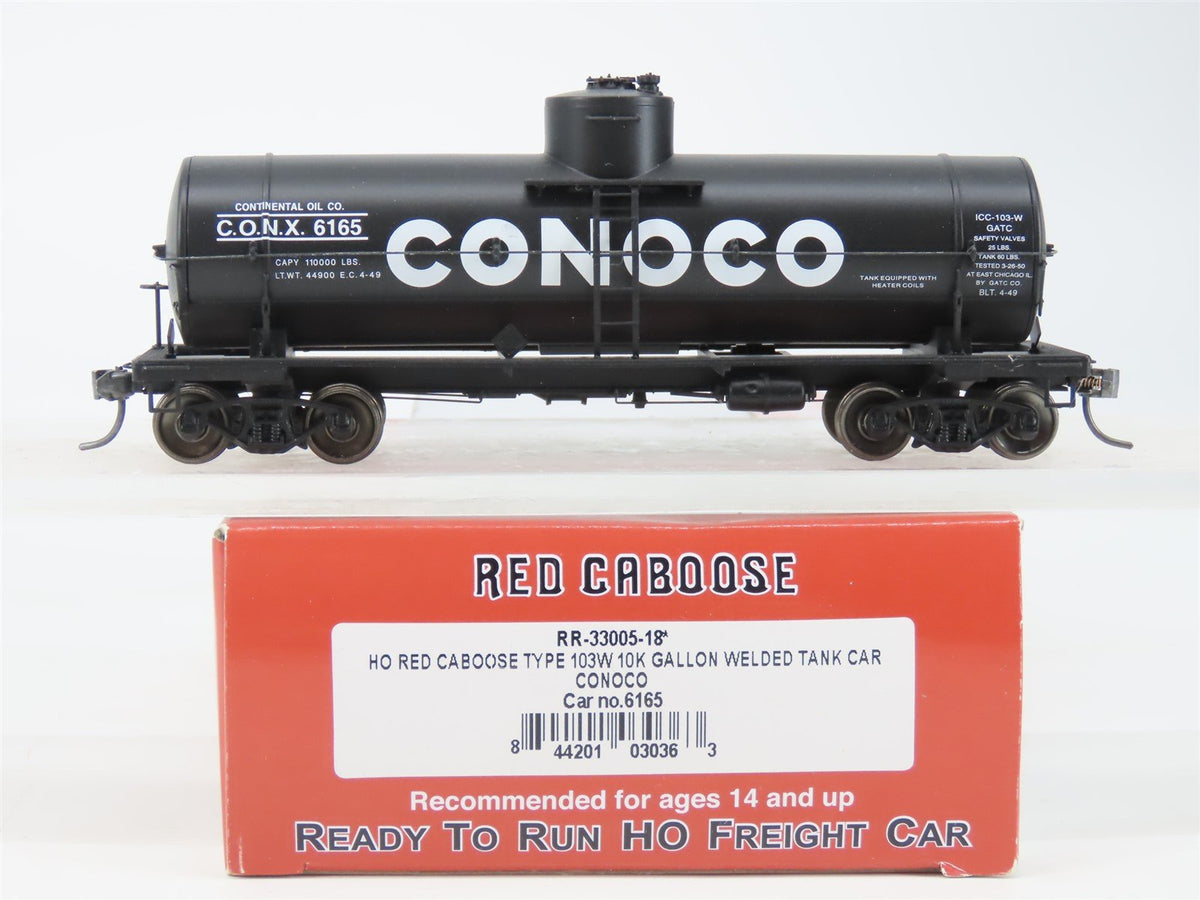 CONTINENTAL OIL CO.
C.O.N.X. 6165
CAPY 110000 LBS.
LT.WT. 44900 E.C. 4-49
CONOCO
TANK EQUIPPED WITH
HEATER COILS
ICC-103-W
GATC
SAFETY VALVES
25 LBS.
TANK 60 LBS.
TESTED 3-26-50
AT EAST CHICAGO IL.
BY GATC CO.
BLT. 4-49
RED CABOOSE
RR-33005-18*
HO RED CABOOSE TYPE 103W 10K GALLON WELDED TANK CAR
CONOCO
Car no.6165
8 44201 03036 3
Recommended for ages 14 and up
READY TO RUN HO FREIGHT CAR